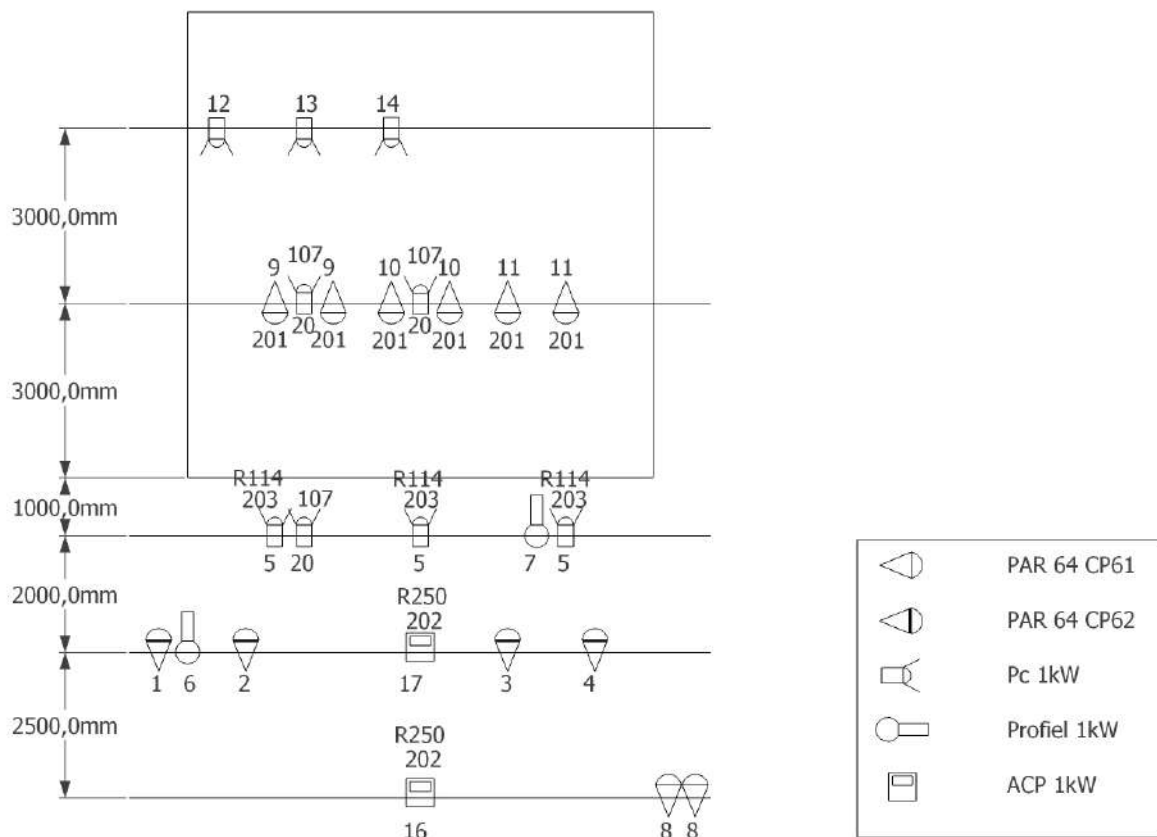 12 13 14
3000,0mm
107 107
9 9 10 10 11 11
20 20
201 201 201 201 201 201
3000,0mm
R114 R114 R114
203 107 203 203
1000,0mm
5 20 5 7 5
2000,0mm
R250
202
1 6 2 17 3 4
2500,0mm
R250
202
16 8 8
PAR 64 CP61
PAR 64 CP62
Pc 1kW
Profiel 1kW
ACP 1kW